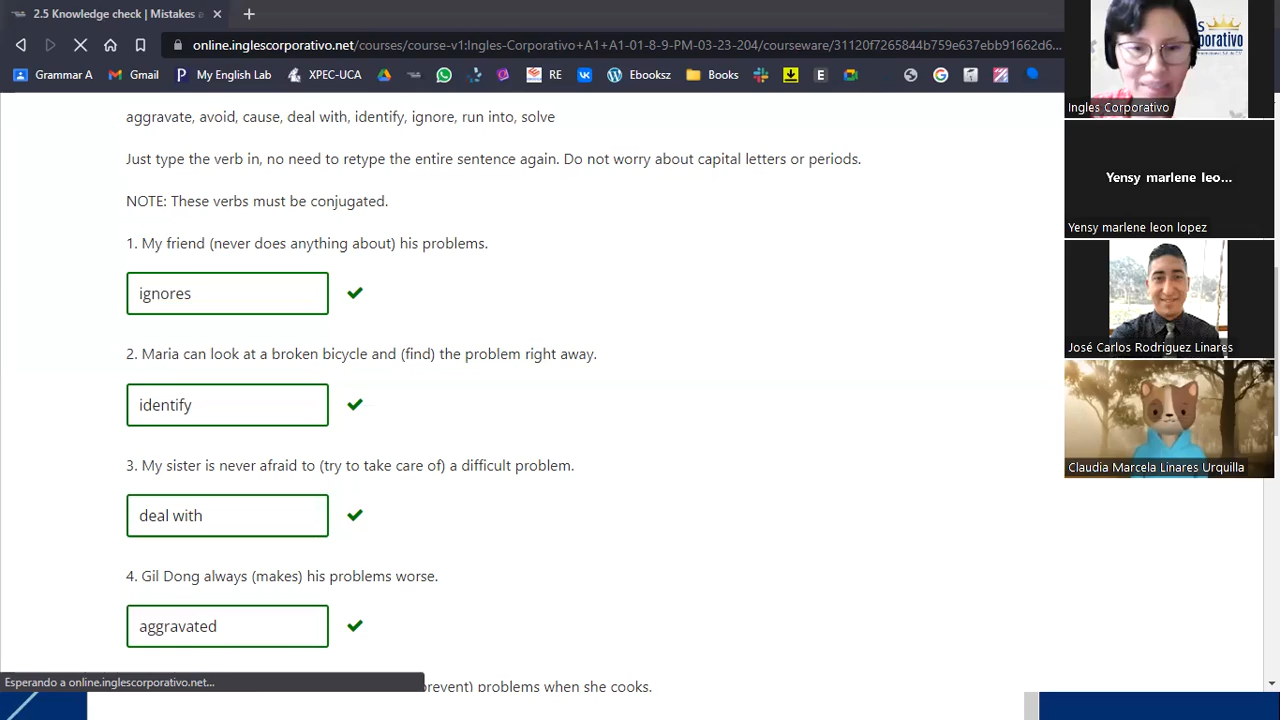 2.5 Knowledge check | Mistakes a
online.inglescorporativo.net/courses/course-v1:Ingles-Corporativo+A1+A1-01-8-9-PM-03-23-204/courseware/31120f7265844b759e637ebb91662d6...
Grammar A Gmail My English Lab XPEC-UCA RE Ebooksz Books
aggravate, avoid, cause, deal with, identify, ignore, run into, solve
Just type the verb in, no need to retype the entire sentence again. Do not worry about capital letters or periods.
NOTE: These verbs must be conjugated.
1. My friend (never does anything about) his problems.
ignores
2. Maria can look at a broken bicycle and (find) the problem right away.
identify
3. My sister is never afraid to (try to take care of) a difficult problem.
deal with
4. Gil Dong always (makes) his problems worse.
aggravated
prevent) problems when she cooks.
Esperando a online.inglescorporativo.net...
Ingles Corporativo
Yensy marlene leo...
Yensy marlene leon lopez
José Carlos Rodriguez Linares
Claudia Marcela Linares Urquilla